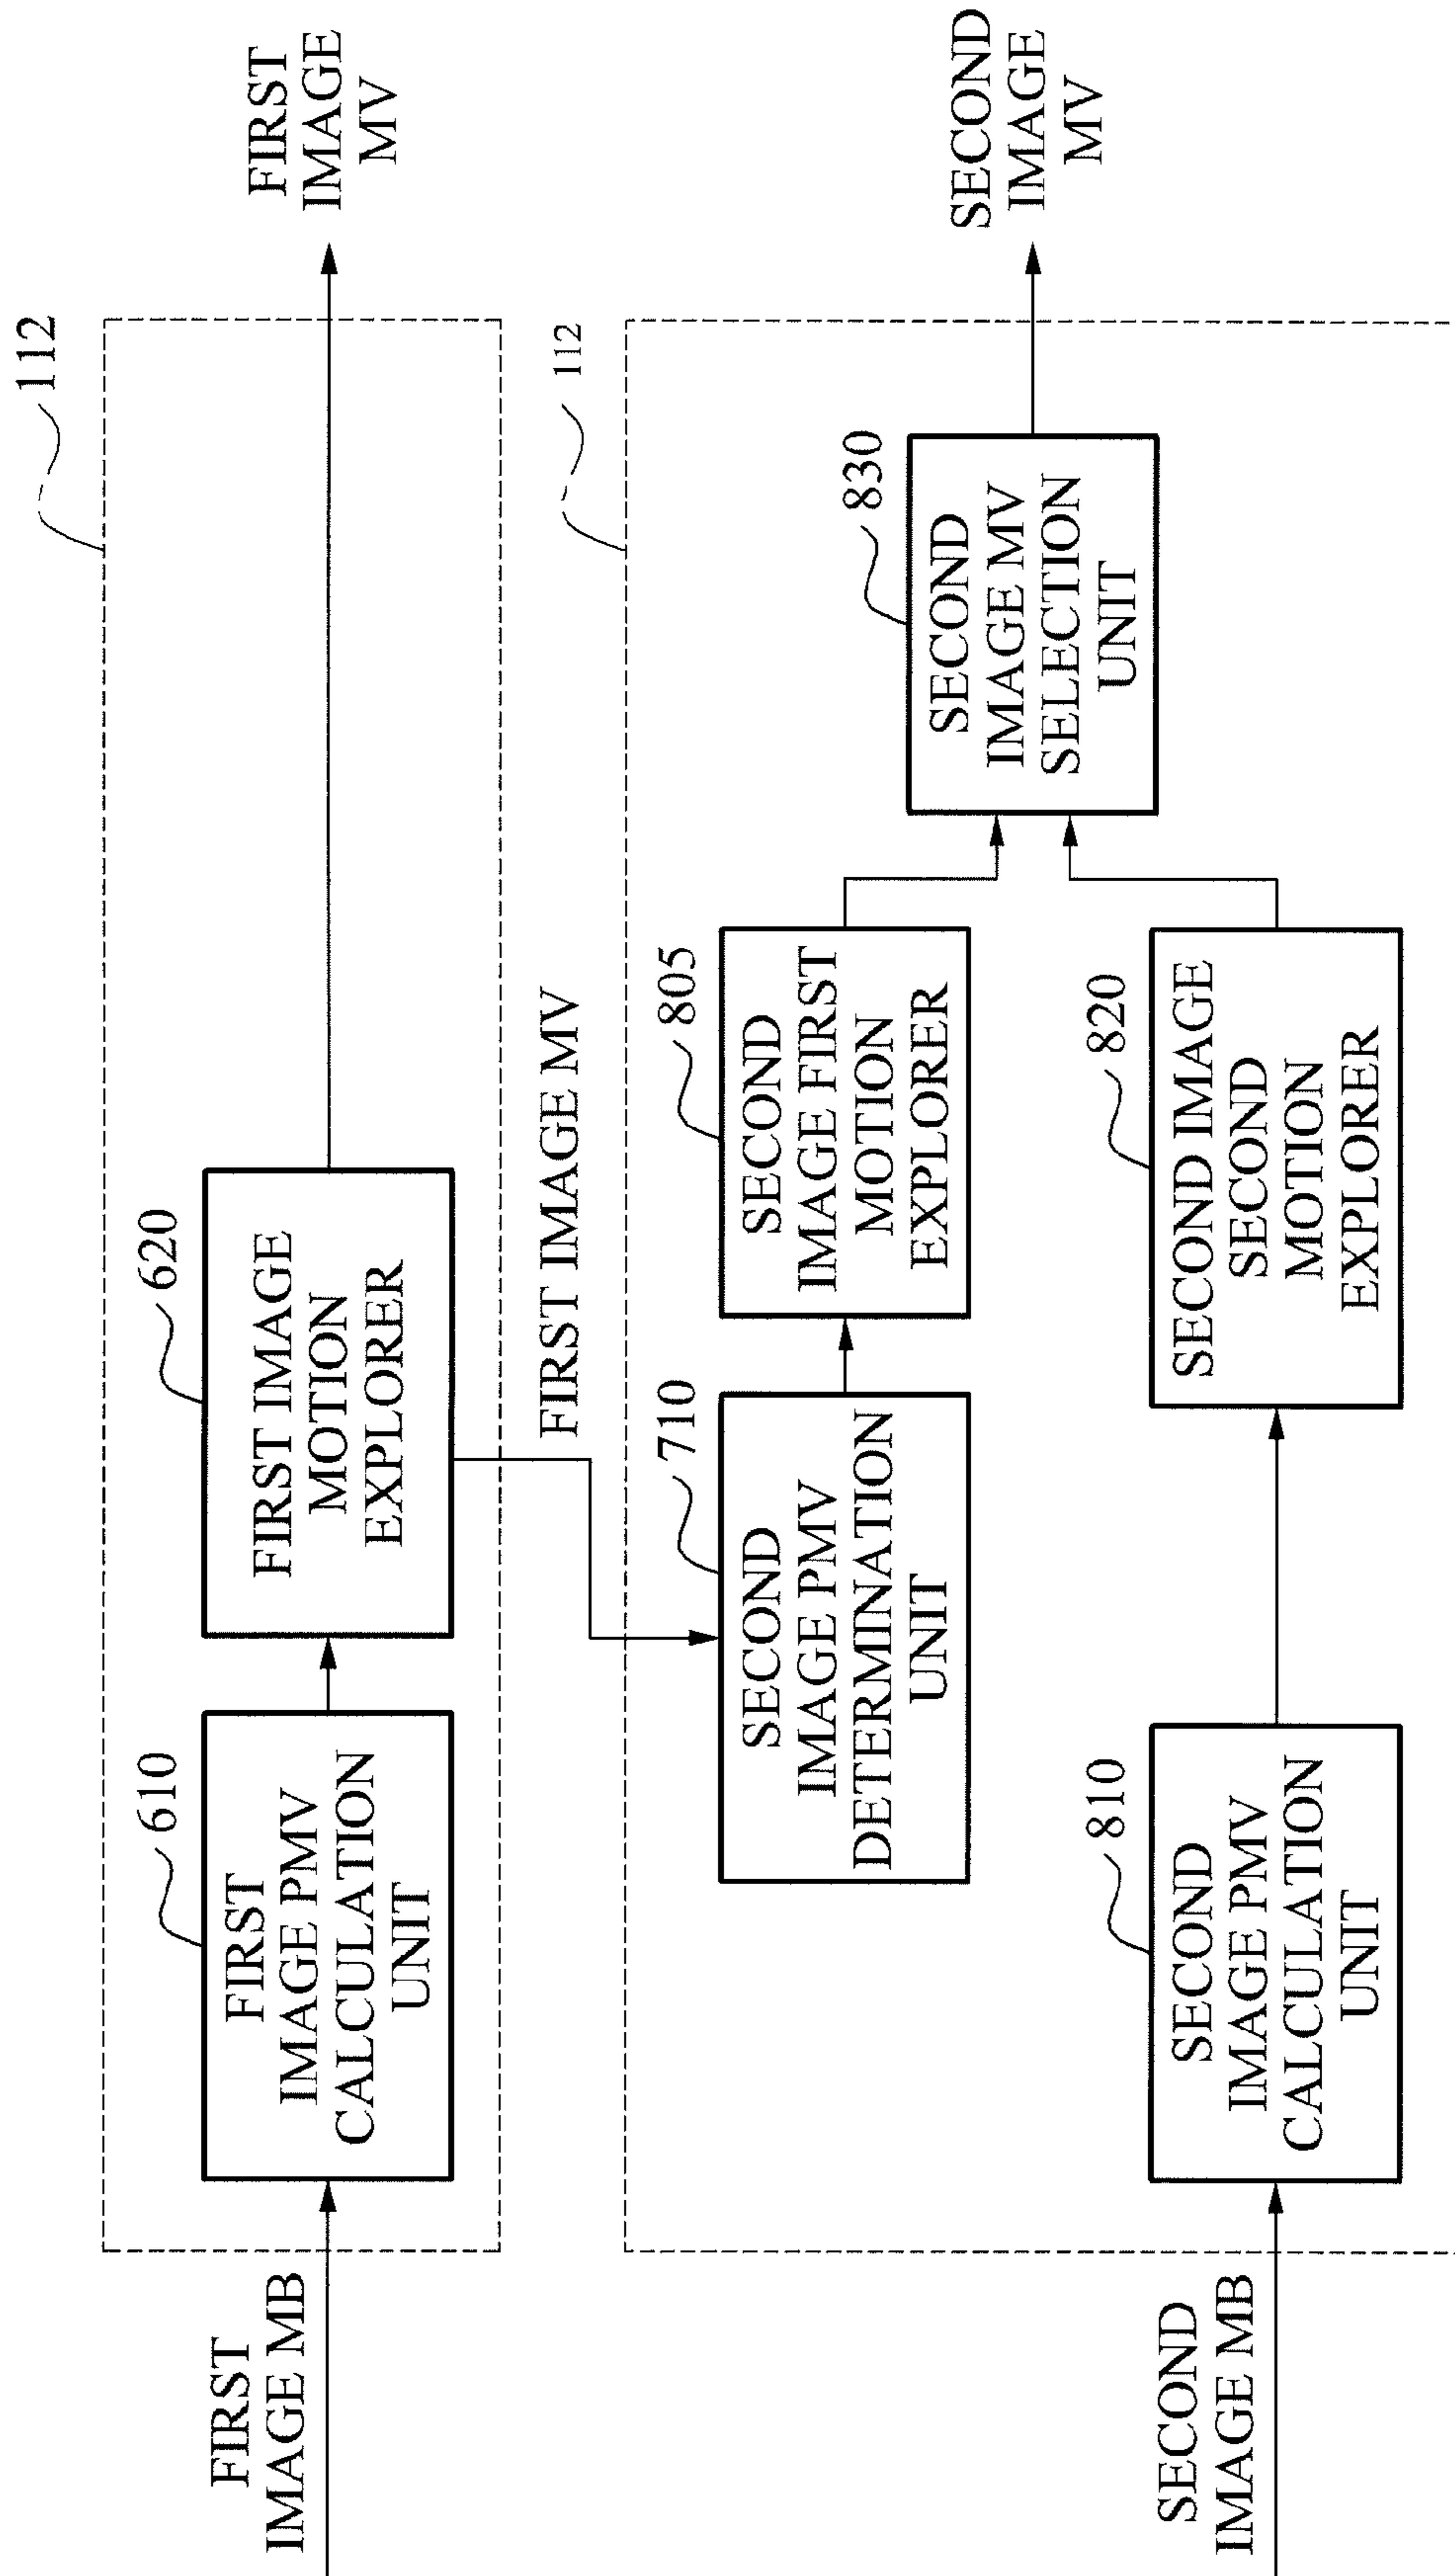 FIRST
IMAGE MB
112
610
FIRST
IMAGE PMV
CALCULATION
UNIT
620
FIRST IMAGE
MOTION
EXPLORER
FIRST
IMAGE
MV
FIRST IMAGE MV
112
710
SECOND
IMAGE PMV
DETERMINATION
UNIT
805
SECOND
IMAGE FIRST
MOTION
EXPLORER
830
SECOND
IMAGE MV
SELECTION
UNIT
SECOND
IMAGE
MV
SECOND
IMAGE MB
810
SECOND
IMAGE PMV
CALCULATION
UNIT
820
SECOND IMAGE
SECOND
MOTION
EXPLORER